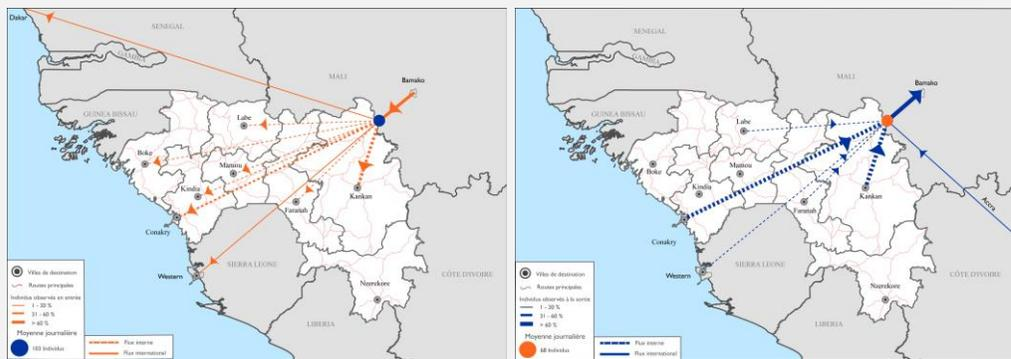 Dakar
SENEGAL
GAMBIA
MALI
Bamako
GUINEA BISSAU
Labe
Boke
Mamou
Kindia
Faranah
Kankan
Conakry
Western
SIERRA LEONE
CÔTE D'IVOIRE
Nzerekore
LIBERIA
Villes de destination
Routes principales
Individus observés en entrée
1 - 30 %
31 - 60 %
> 60 %
Moyenne journalière
103 Individus
Flux interne
Flux international
SENEGAL
GAMBIA
MALI
Bamako
GUINEA BISSAU
Labe
Boke
Mamou
Kindia
Faranah
Kankan
Accra
Conakry
Western
SIERRA LEONE
CÔTE D'IVOIRE
Nzerekore
LIBERIA
Villes de destination
Routes principales
Individus observés à la sortie
1 - 30 %
31 - 60 %
> 60 %
Moyenne journalière
68 Individus
Flux interne
Flux international